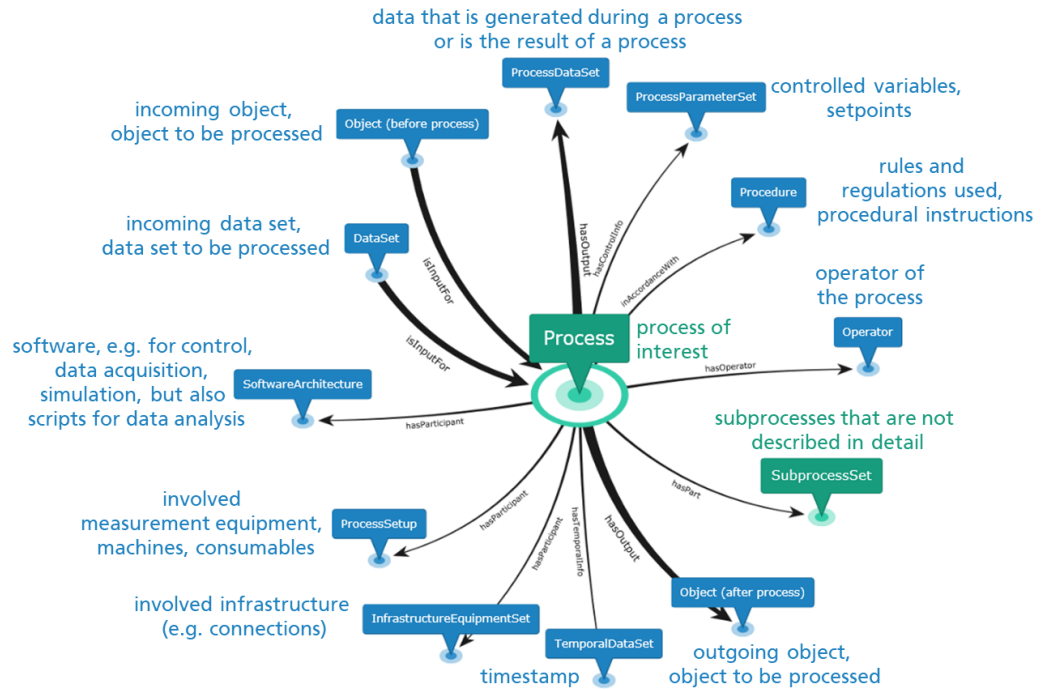 data that is generated during a process
or is the result of a process
ProcessDataSet
ProcessParameterSet
controlled variables,
setpoints
incoming object,
object to be processed
Object (before process)
rules and
regulations used,
procedural instructions
Procedure
incoming data set,
data set to be processed
DataSet
isInputFor
hasOutput
hasControlInfo
inAccordanceWith
operator of
the process
Operator
Process
process of
interest
isInputFor
hasOperator
software, e.g. for control,
data acquisition,
simulation, but also
scripts for data analysis
SoftwareArchitecture
hasParticipant
subprocesses that are not
described in detail
SubprocessSet
hasPart
involved
measurement equipment,
machines, consumables
ProcessSetup
hasParticipant
hasParticipant
hasTemporalInfo
hasOutput
involved infrastructure
(e.g. connections)
InfrastructureEquipmentSet
Object (after process)
TemporalDataSet
timestamp
outgoing object,
object to be processed